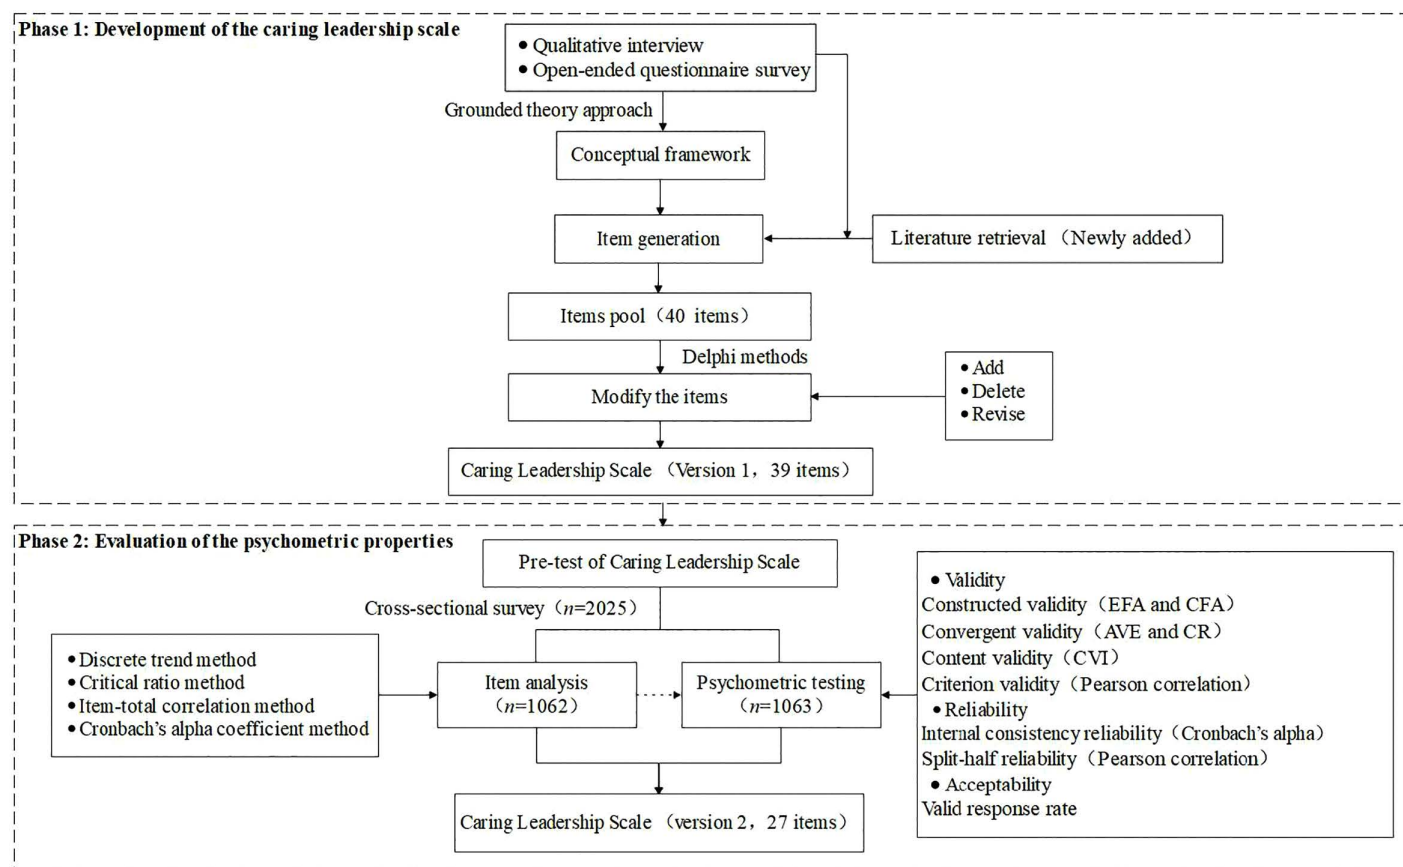 Phase 1: Development of the caring leadership scale
● Qualitative interview
● Open-ended questionnaire survey
Grounded theory approach
Conceptual framework
Item generation
Literature retrieval （Newly added）
Items pool（40 items）
Delphi methods
● Add
● Delete
● Revise
Modify the items
Caring Leadership Scale （Version 1，39 items）
Phase 2: Evaluation of the psychometric properties
Pre-test of Caring Leadership Scale
Cross-sectional survey（n=2025）
● Discrete trend method
● Critical ratio method
● Item-total correlation method
● Cronbach's alpha coefficient method
Item analysis
（n=1062）
Psychometric testing
（n=1063）
● Validity
Constructed validity（EFA and CFA）
Convergent validity（AVE and CR）
Content validity（CVI）
Criterion validity（Pearson correlation）
● Reliability
Internal consistency reliability（Cronbach's alpha）
Split-half reliability（Pearson correlation）
● Acceptability
Valid response rate
Caring Leadership Scale （version 2，27 items）